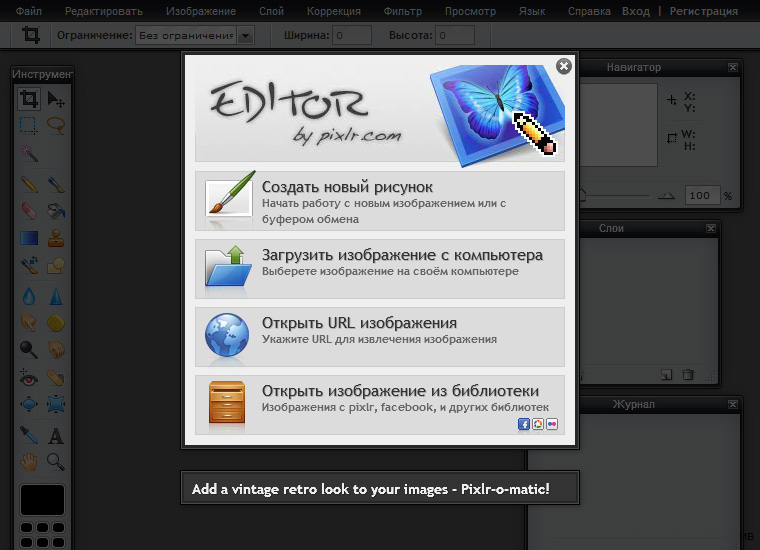 Файл Редактировать Изображение Слой Коррекция Фильтр Просмотр Язык Справка Вход | Регистрация
Ограничение: Без ограничения Ширина: 0 Высота: 0
Инструмент
EDITOR
by pixlr.com
Создать новый рисунок
Начать работу с новым изображением или с
буфером обмена
Загрузить изображение с компьютера
Выберете изображение на своём компьютере
Открыть URL изображения
Укажите URL для извлечения изображения
Открыть изображение из библиотеки
Изображения с pixlr, facebook, и других библиотек
Add a vintage retro look to your images - Pixlr-o-matic!
Навигатор
X:
Y:
W:
H:
100 %
Слои
Журнал